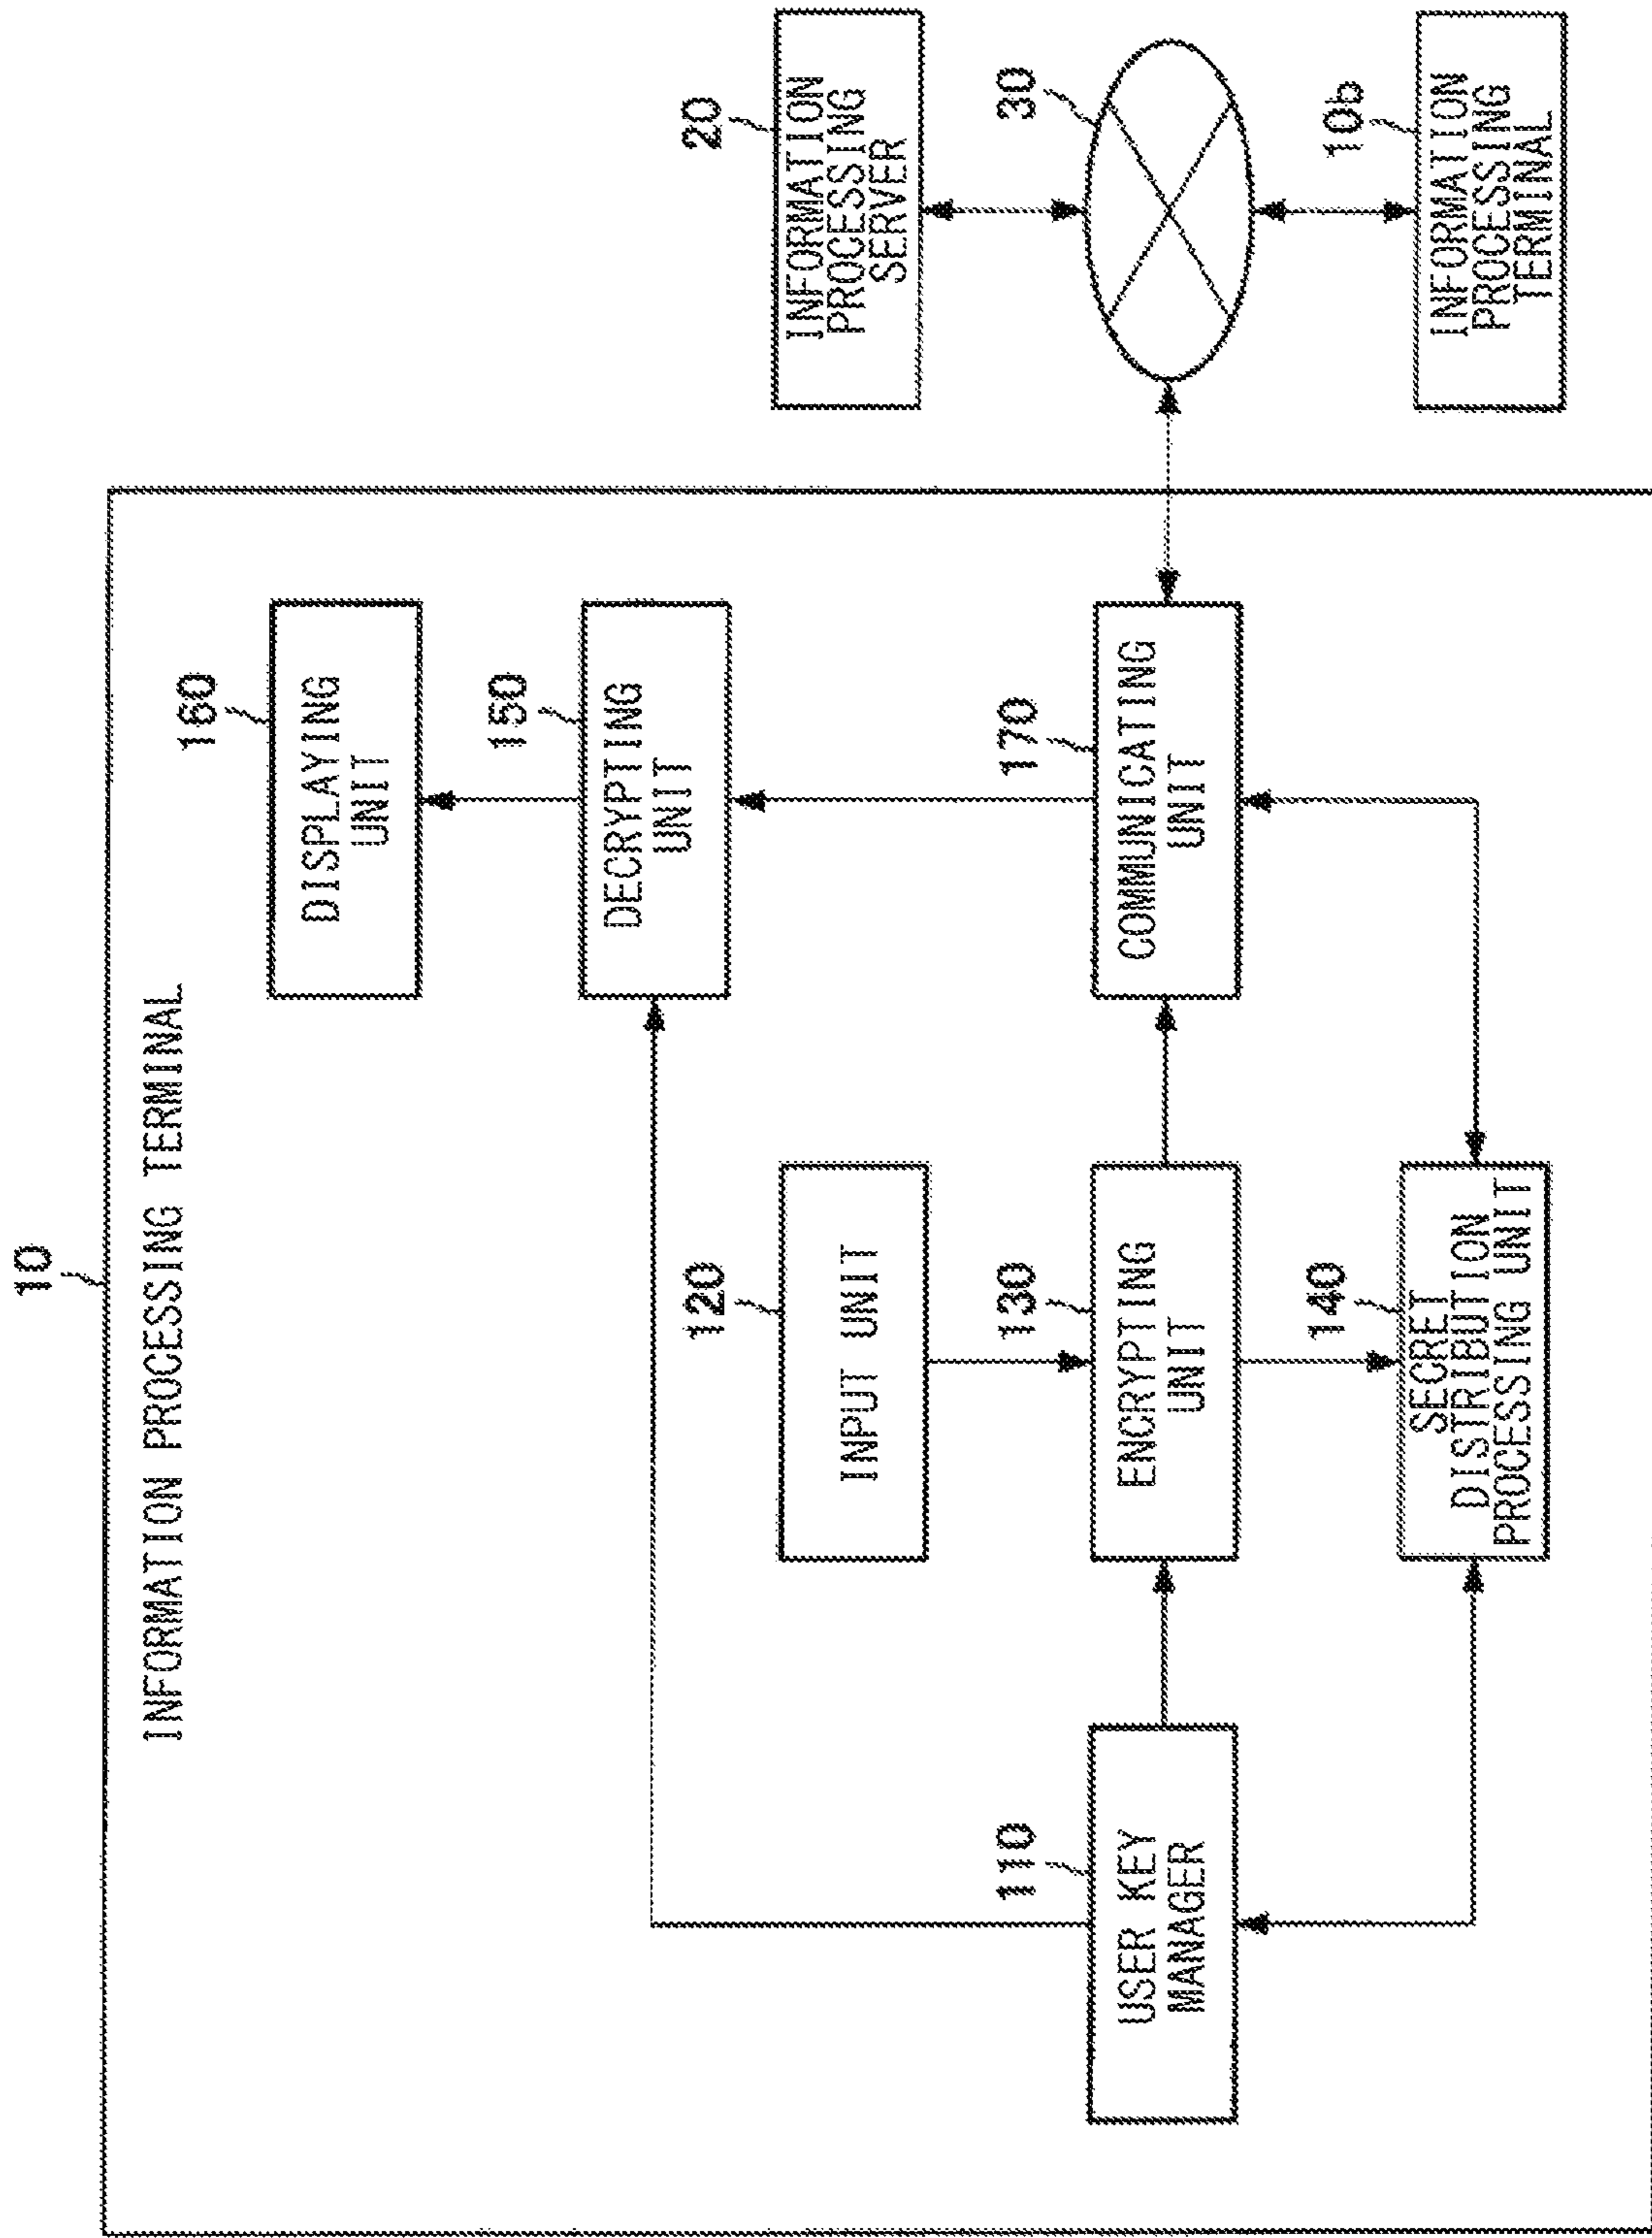 10
INFORMATION PROCESSING TERMINAL
160
DISPLAYING
UNIT
150
DECRYPTING
UNIT
120
INPUT UNIT
110
USER KEY
MANAGER
130
ENCRYPTING
UNIT
170
COMMUNICATING
UNIT
140
SECRET
DISTRIBUTION
PROCESSING UNIT
20
INFORMATION
PROCESSING
SERVER
30
10b
INFORMATION
PROCESSING
TERMINAL